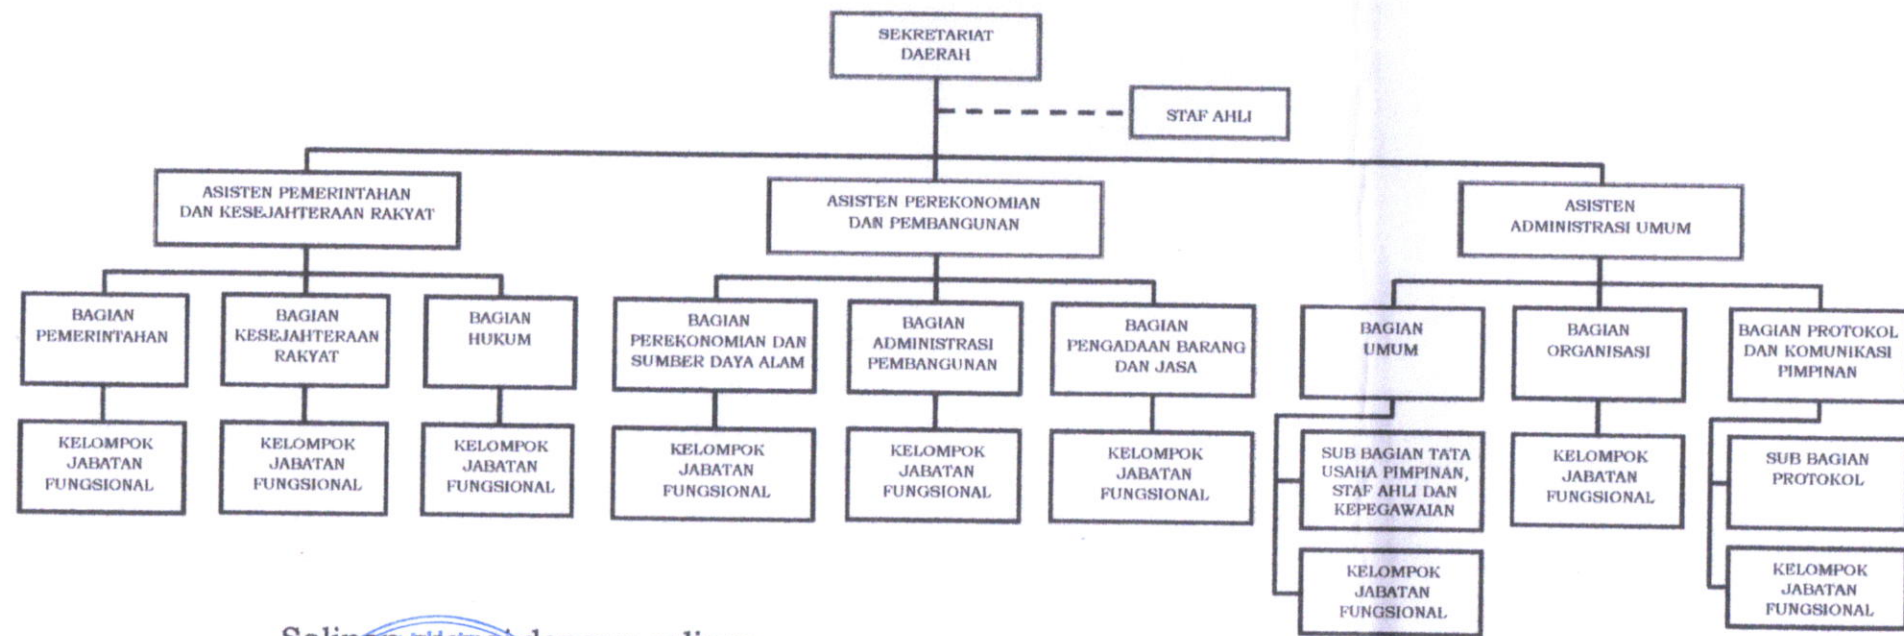 SEKRETARIAT
DAERAH
STAF AHLI
ASISTEN PEMERINTAHAN
DAN KESEJAHTERAAN RAKYAT
ASISTEN PEREKONOMIAN
DAN PEMBANGUNAN
ASISTEN
ADMINISTRASI UMUM
BAGIAN
PEMERINTAHAN
BAGIAN
KESEJAHTERAAN
RAKYAT
BAGIAN
HUKUM
BAGIAN
PEREKONOMIAN DAN
SUMBER DAYA ALAM
BAGIAN
ADMINISTRASI
PEMBANGUNAN
BAGIAN
PENGADAAN BARANG
DAN JASA
BAGIAN
UMUM
BAGIAN
ORGANISASI
BAGIAN PROTOKOL
DAN KOMUNIKASI
PIMPINAN
KELOMPOK
JABATAN
FUNGSIONAL
KELOMPOK
JABATAN
FUNGSIONAL
KELOMPOK
JABATAN
FUNGSIONAL
KELOMPOK
JABATAN
FUNGSIONAL
KELOMPOK
JABATAN
FUNGSIONAL
KELOMPOK
JABATAN
FUNGSIONAL
SUB BAGIAN TATA
USAHA PIMPINAN,
STAF AHLI DAN
KEPEGAWAIAN
KELOMPOK
JABATAN
FUNGSIONAL
SUB BAGIAN
PROTOKOL
KELOMPOK
JABATAN
FUNGSIONAL
KELOMPOK
JABATAN
FUNGSIONAL